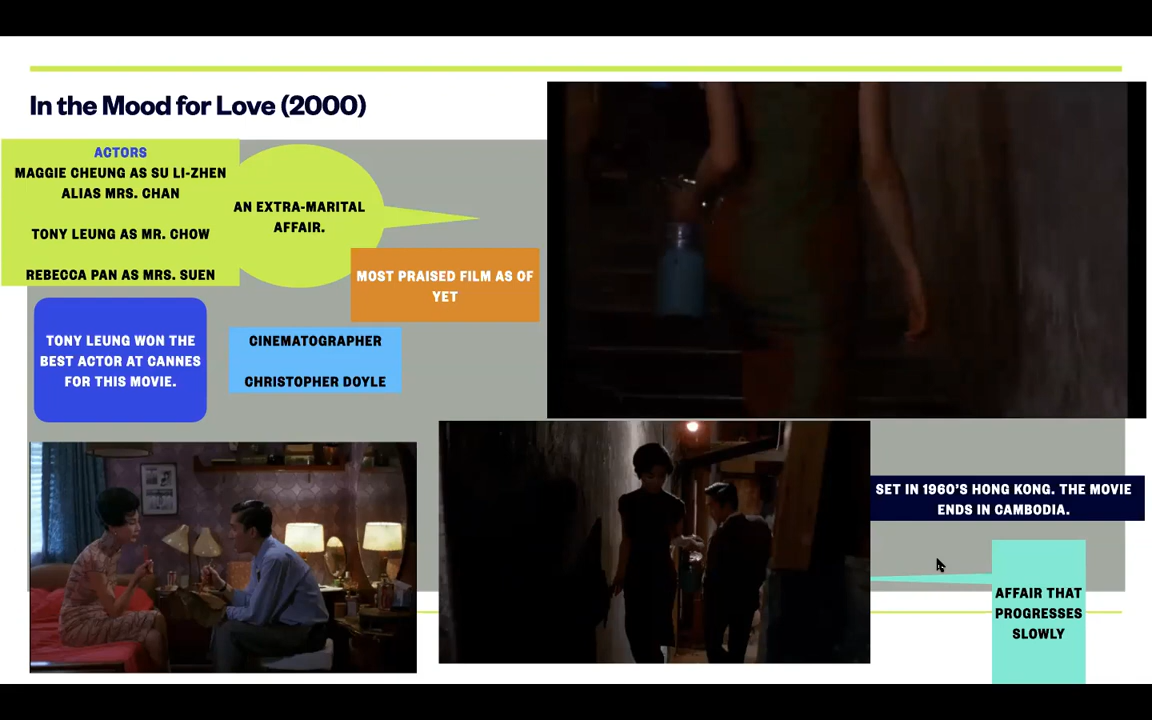 In the Mood for Love (2000)
ACTORS
MAGGIE CHEUNG AS SU LI-ZHEN
ALIAS MRS. CHAN
TONY LEUNG AS MR. CHOW
REBECCA PAN AS MRS. SUEN
AN EXTRA-MARITAL
AFFAIR.
MOST PRAISED FILM AS OF
YET
TONY LEUNG WON THE
BEST ACTOR AT CANNES
FOR THIS MOVIE.
CINEMATOGRAPHER
CHRISTOPHER DOYLE
SET IN 1960'S HONG KONG. THE MOVIE
ENDS IN CAMBODIA.
AFFAIR THAT
PROGRESSES
SLOWLY